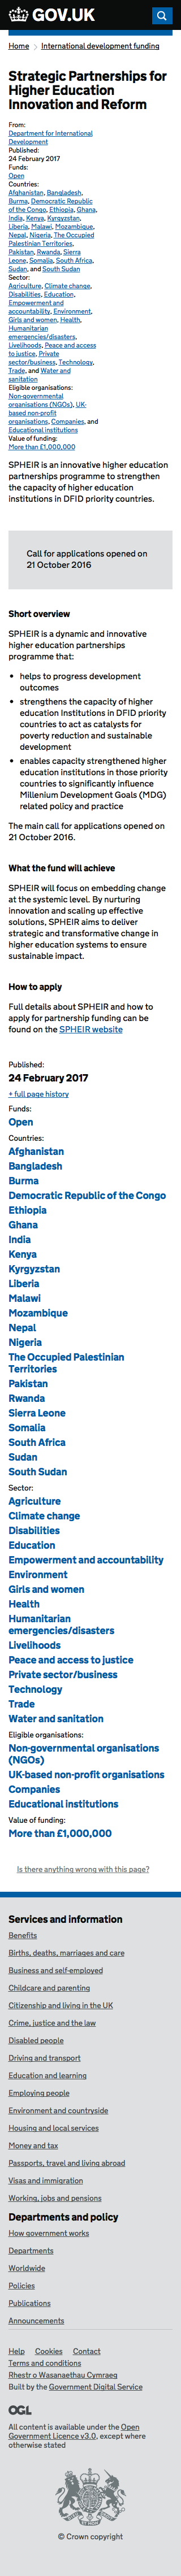 GOV.UK
Home > International development funding
Strategic Partnerships for
Higher Education
Innovation and Reform
From:
Department for International
Development
Published:
24 February 2017
Funds:
Open
Countries:
Afghanistan, Bangladesh,
Burma, Democratic Republic
of the Congo, Ethiopia, Ghana,
India, Kenya, Kyrgyzstan,
Liberia, Malawi, Mozambique,
Nepal, Nigeria, The Occupied
Palestinian Territories,
Pakistan, Rwanda, Sierra
Leone, Somalia, South Africa,
Sudan, and South Sudan
Sector:
Agriculture, Climate change,
Disabilities, Education,
Empowerment and
accountability, Environment,
Girls and women, Health,
Humanitarian
emergencies/disasters,
Livelihoods, Peace and access
to justice, Private
sector/business, Technology,
Trade, and Water and
sanitation
Eligible organisations:
Non-governmental
organisations (NGOs), UK-
based non-profit
organisations, Companies, and
Educational institutions
Value of funding:
More than £1,000,000
SPHEIR is an innovative higher education
partnerships programme to strengthen
the capacity of higher education
institutions in DFID priority countries.
Call for applications opened on
21 October 2016
Short overview
SPHEIR is a dynamic and innovative
higher education partnerships
programme that:
• helps to progress development
outcomes
• strengthens the capacity of higher
education Institutions in DFID priority
countries to act as catalysts for
poverty reduction and sustainable
development
• enables capacity strengthened higher
education institutions in those priority
countries to significantly influence
Millenium Development Goals (MDG)
related policy and practice
The main call for applications opened on
21 October 2016.
What the fund will achieve
SPHEIR will focus on embedding change
at the systemic level. By nurturing
innovation and scaling up effective
solutions, SPHEIR aims to deliver
strategic and transformative change in
higher education systems, to ensure
sustainable impact.
How to apply
Full details about SPHEIR and how to
apply for partnership funding can be
found on the SPHEIR website
Published:
24 February 2017
+ full page history
Funds:
Open
Countries:
Afghanistan
Bangladesh
Burma
Democratic Republic of the Congo
Ethiopia
Ghana
India
Kenya
Kyrgyzstan
Liberia
Malawi
Mozambique
Nepal
Nigeria
The Occupied Palestinian
Territories
Pakistan
Rwanda
Sierra Leone
Somalia
South Africa
Sudan
South Sudan
Sector:
Agriculture
Climate change
Disabilities
Education
Empowerment and accountability
Environment
Girls and women
Health
Humanitarian
emergencies/disasters
Livelihoods
Peace and access to justice
Private sector/business
Technology
Trade
Water and sanitation
Eligible organisations:
Non-governmental organisations
(NGOs)
UK-based non-profit organisations
Companies
Educational institutions
Value of funding:
More than £1,000,000
Is there anything wrong with this page?
Services and information
Benefits
Births, deaths, marriages and care
Business and self-employed
Childcare and parenting
Citizenship and living in the UK
Crime, justice and the law
Disabled people
Driving and transport
Education and learning
Employing people
Environment and countryside
Housing and local services
Money and tax
Passports, travel and living abroad
Visas and immigration
Working, jobs and pensions
Departments and policy
How government works
Departments
Worldwide
Policies
Publications
Announcements
Help Cookies Contact
Terms and conditions
Rhestr o Wasanaethau Cymraeg
Built by the Government Digital Service
OGL
All content is available under the Open
Government Licence v3.0, except where
otherwise stated
© Crown copyright